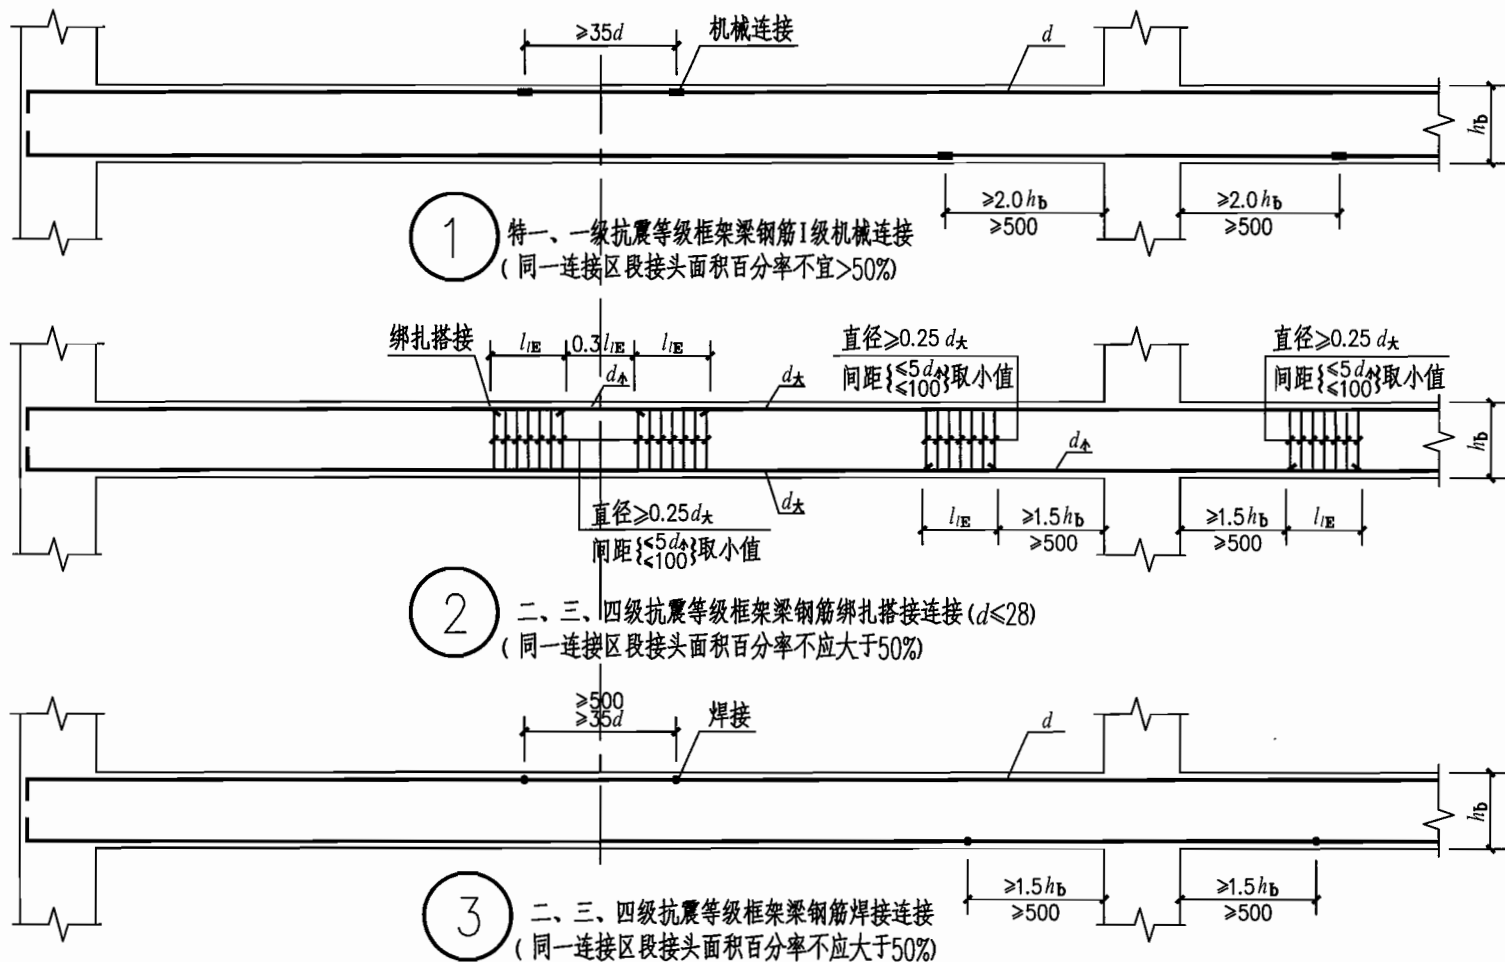 ≥35d
机械连接
d
hb
≥2.0hb
≥500
≥2.0hb
≥500
1
特一、一级抗震等级框架梁钢筋I级机械连接
(同一连接区段接头面积百分率不宜>50%)
绑扎搭接
llE
0.3llE
llE
d小
d大
直径≥0.25d大
间距{≤5d小 ≤100}取小值
直径≥0.25d大
间距{≤5d小 ≤100}取小值
hb
d小
d大
直径≥0.25d大
间距{≤5d小 ≤100}取小值
llE
≥1.5hb
≥500
≥1.5hb
≥500
llE
2
二、三、四级抗震等级框架梁钢筋绑扎搭接连接(d≤28)
(同一连接区段接头面积百分率不应大于50%)
≥500
≥35d
焊接
d
hb
≥1.5hb
≥500
≥1.5hb
≥500
3
二、三、四级抗震等级框架梁钢筋焊接连接
(同一连接区段接头面积百分率不应大于50%)